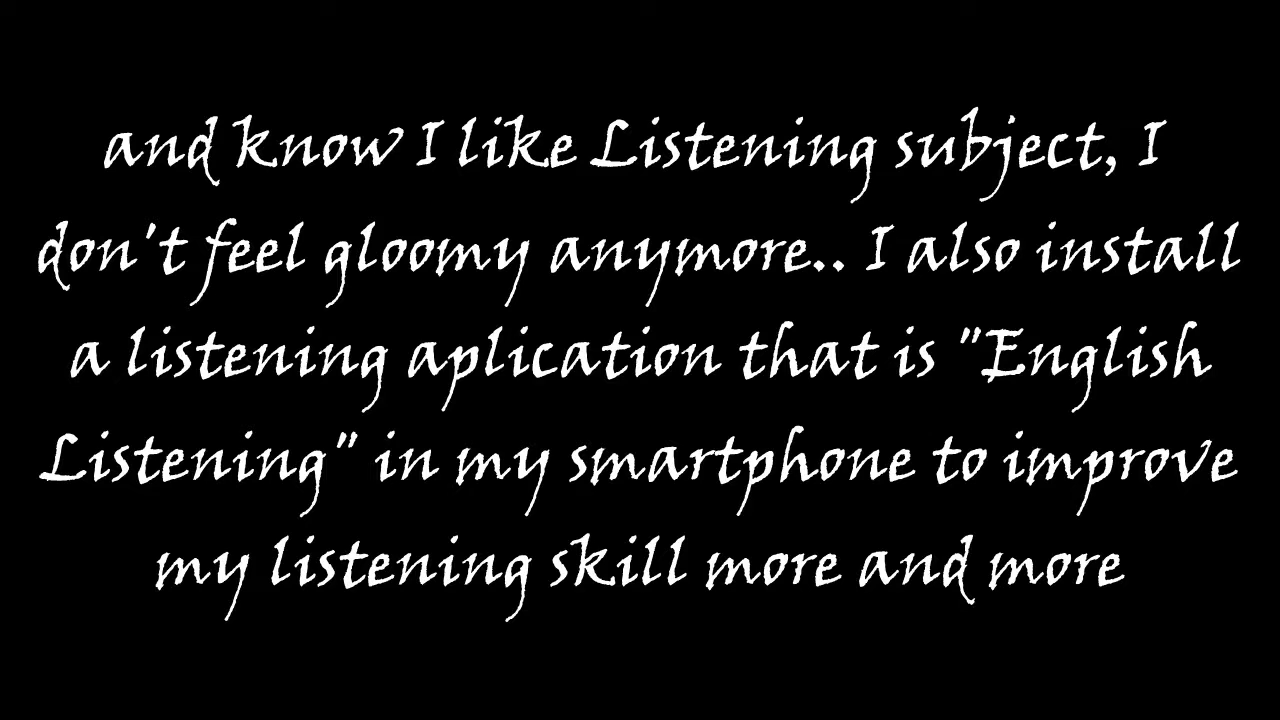 and know I like Listening subject, I
don't feel gloomy anymore.. I also install
a listening aplication that is "English
Listening" in my smartphone to improve
my listening skill more and more